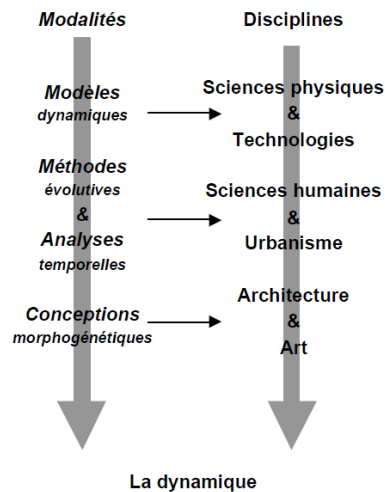 Modalités
Disciplines
Modèles
dynamiques
Sciences physiques
&
Technologies
Méthodes
évolutives
&
Analyses
temporelles
Sciences humaines
&
Urbanisme
Conceptions
morphogénétiques
Architecture
&
Art
La dynamique